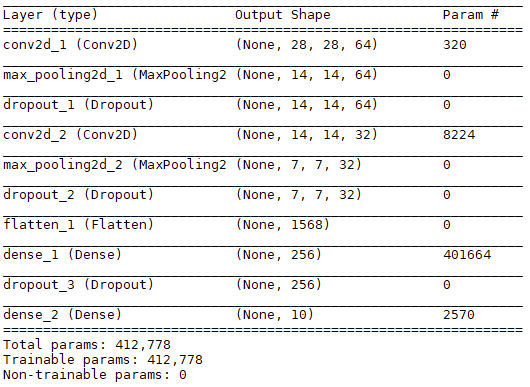 Layer (type) Output Shape Param #
conv2d_1 (Conv2D) (None, 28, 28, 64) 320
max_pooling2d_1 (MaxPooling2 (None, 14, 14, 64) 0
dropout_1 (Dropout) (None, 14, 14, 64) 0
conv2d_2 (Conv2D) (None, 14, 14, 32) 8224
max_pooling2d_2 (MaxPooling2 (None, 7, 7, 32) 0
dropout_2 (Dropout) (None, 7, 7, 32) 0
flatten_1 (Flatten) (None, 1568) 0
dense_1 (Dense) (None, 256) 401664
dropout_3 (Dropout) (None, 256) 0
dense_2 (Dense) (None, 10) 2570
Total params: 412,778
Trainable params: 412,778
Non-trainable params: 0